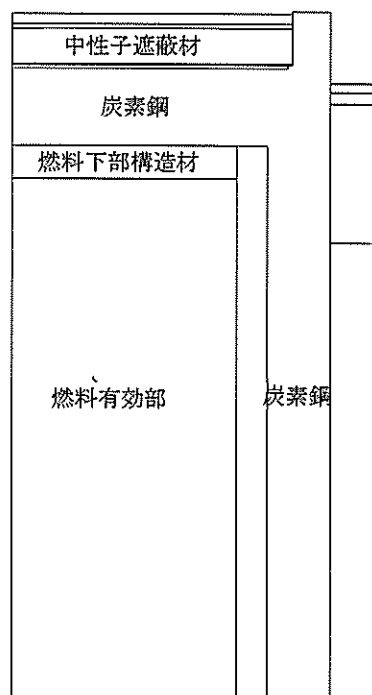 中性子遮蔽材
炭素鋼
燃料下部構造材
燃料有効部
炭素鋼